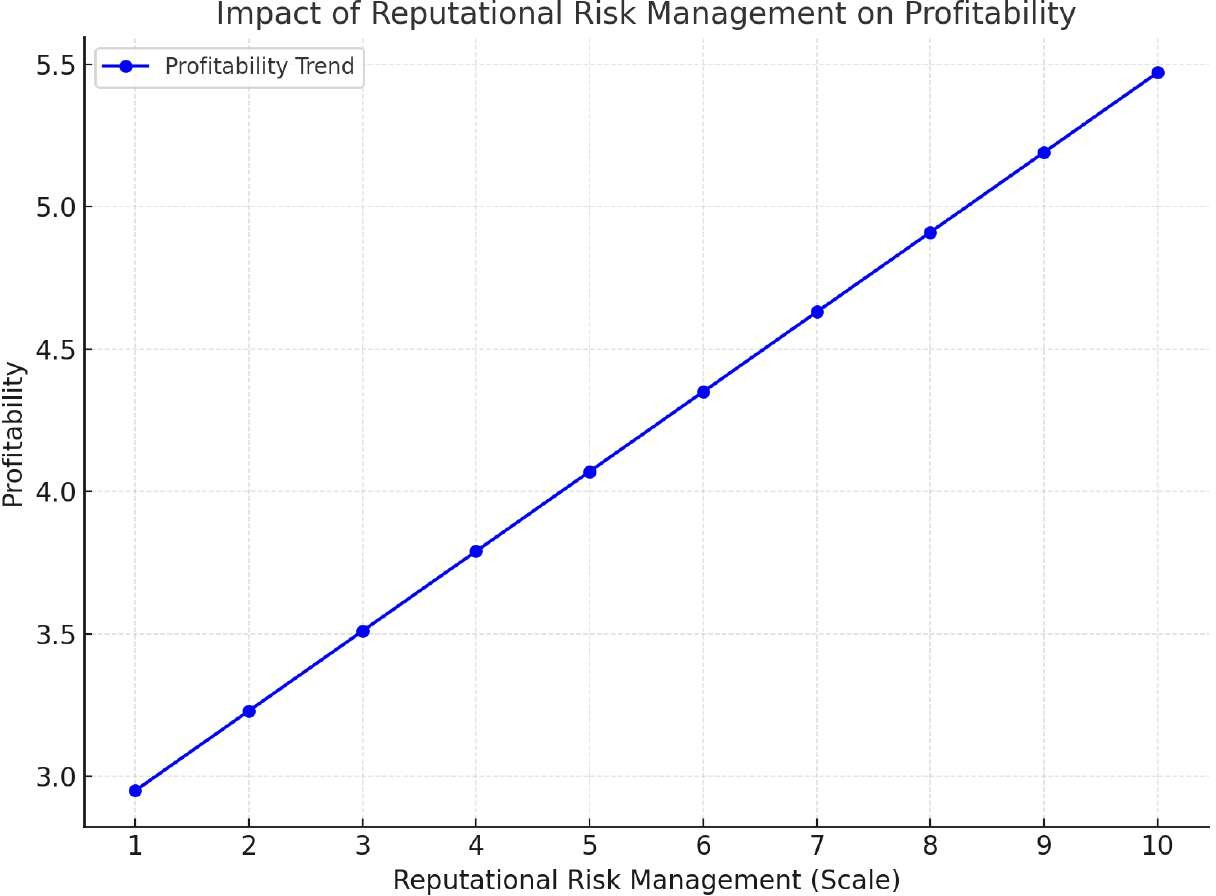 Impact of Reputational Risk Management on Profitability
Profitability Trend
5.5
5.0
4.5
4.0
3.5
3.0
Profitability
1 2 3 4 5 6 7 8 9 10
Reputational Risk Management (Scale)